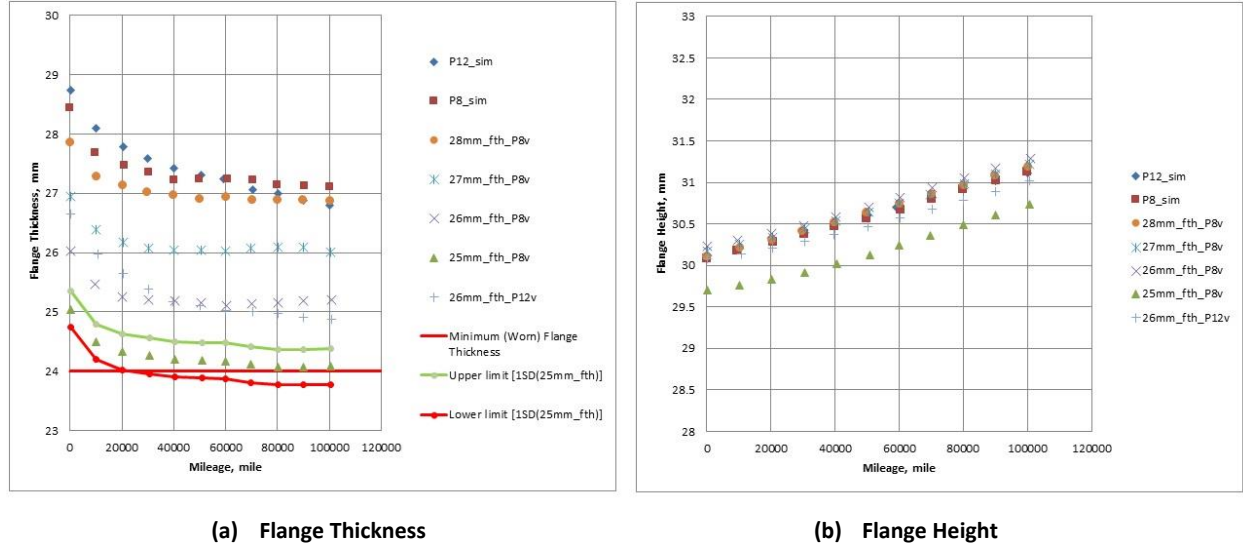 30
29
28
27
26
25
24
23
Flange Thickness, mm
0
20000
40000
60000
80000
100000
120000
Mileage, mile
P12_sim
P8_sim
28mm_fth_P8v
27mm_fth_P8v
26mm_fth_P8v
25mm_fth_P8v
26mm_fth_P12v
Minimum (Worn) Flange
Thickness
Upper limit [1SD(25mm_fth)]
Lower limit [1SD(25mm_fth)]
33
32.5
32
31.5
31
30.5
30
29.5
29
28.5
28
Flange Height, mm
0
20000
40000
60000
80000
100000
120000
Mileage, mile
P12_sim
P8_sim
28mm_fth_P8v
27mm_fth_P8v
26mm_fth_P8v
25mm_fth_P8v
26mm_fth_P12v
(a) Flange Thickness
(b) Flange Height